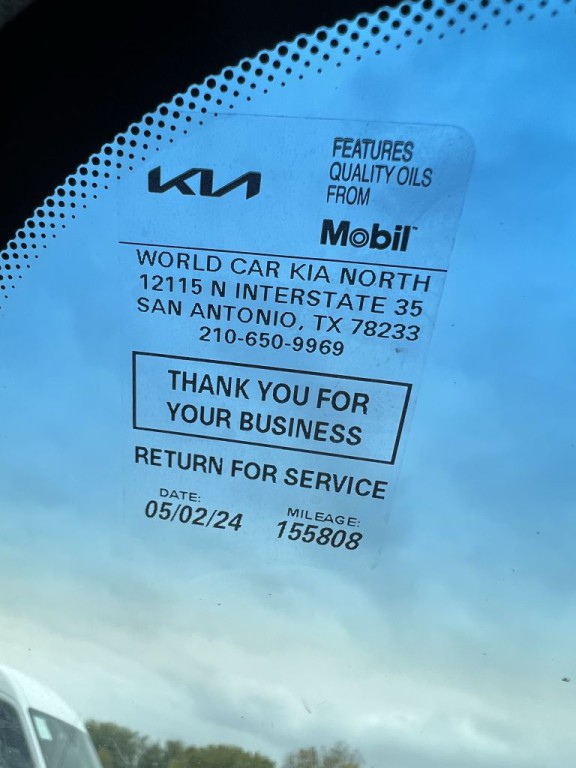 KIA
FEATURES
QUALITY OILS
FROM
Mobil™
WORLD CAR KIA NORTH
12115 N INTERSTATE 35
SAN ANTONIO, TX 78233
210-650-9969
THANK YOU FOR
YOUR BUSINESS
RETURN FOR SERVICE
DATE:
05/02/24
MILEAGE:
155808